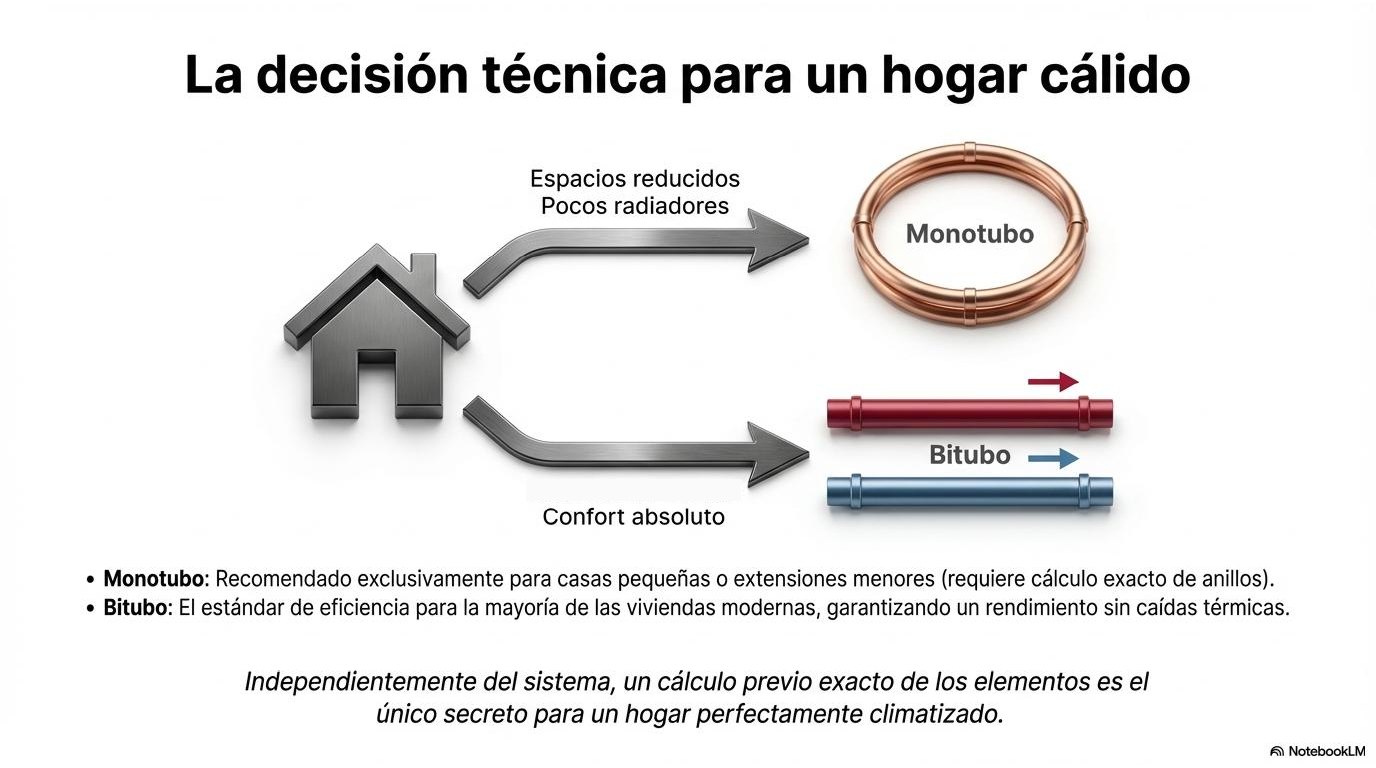 La decisión técnica para un hogar cálido
Espacios reducidos
Pocos radiadores
Monotubo
Bitubo
Confort absoluto
• Monotubo: Recomendado exclusivamente para casas pequeñas o extensiones menores (requiere cálculo exacto de anillos).
• Bitubo: El estándar de eficiencia para la mayoría de las viviendas modernas, garantizando un rendimiento sin caídas térmicas.
Independientemente del sistema, un cálculo previo exacto de los elementos es el
único secreto para un hogar perfectamente climatizado.
NotebookLM